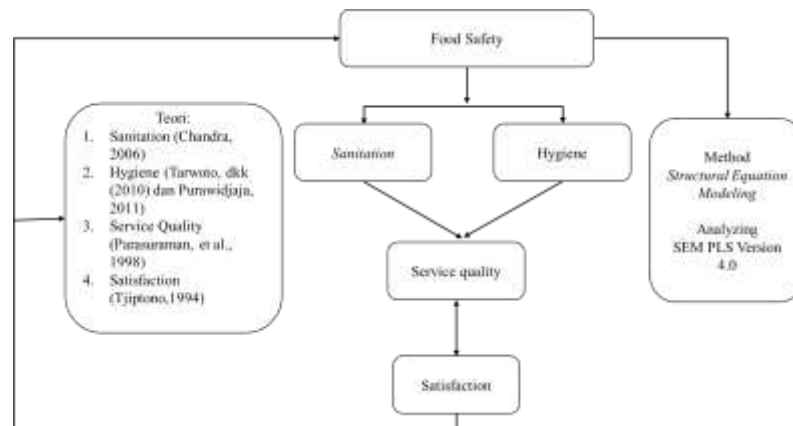 Food Safety
Teori:
1. Sanitation (Chandra,
2006)
2. Hygiene (Tarwoto, dkk
(2010) dan Purawidjaja,
2011)
3. Service Quality
(Parasuraman, et al.,
1998)
4. Satisfaction
(Tjiptono,1994)
Sanitation
Hygiene
Method
Structural Equation
Modeling
Analyzing
SEM PLS Version
4.0
Service quality
Satisfaction